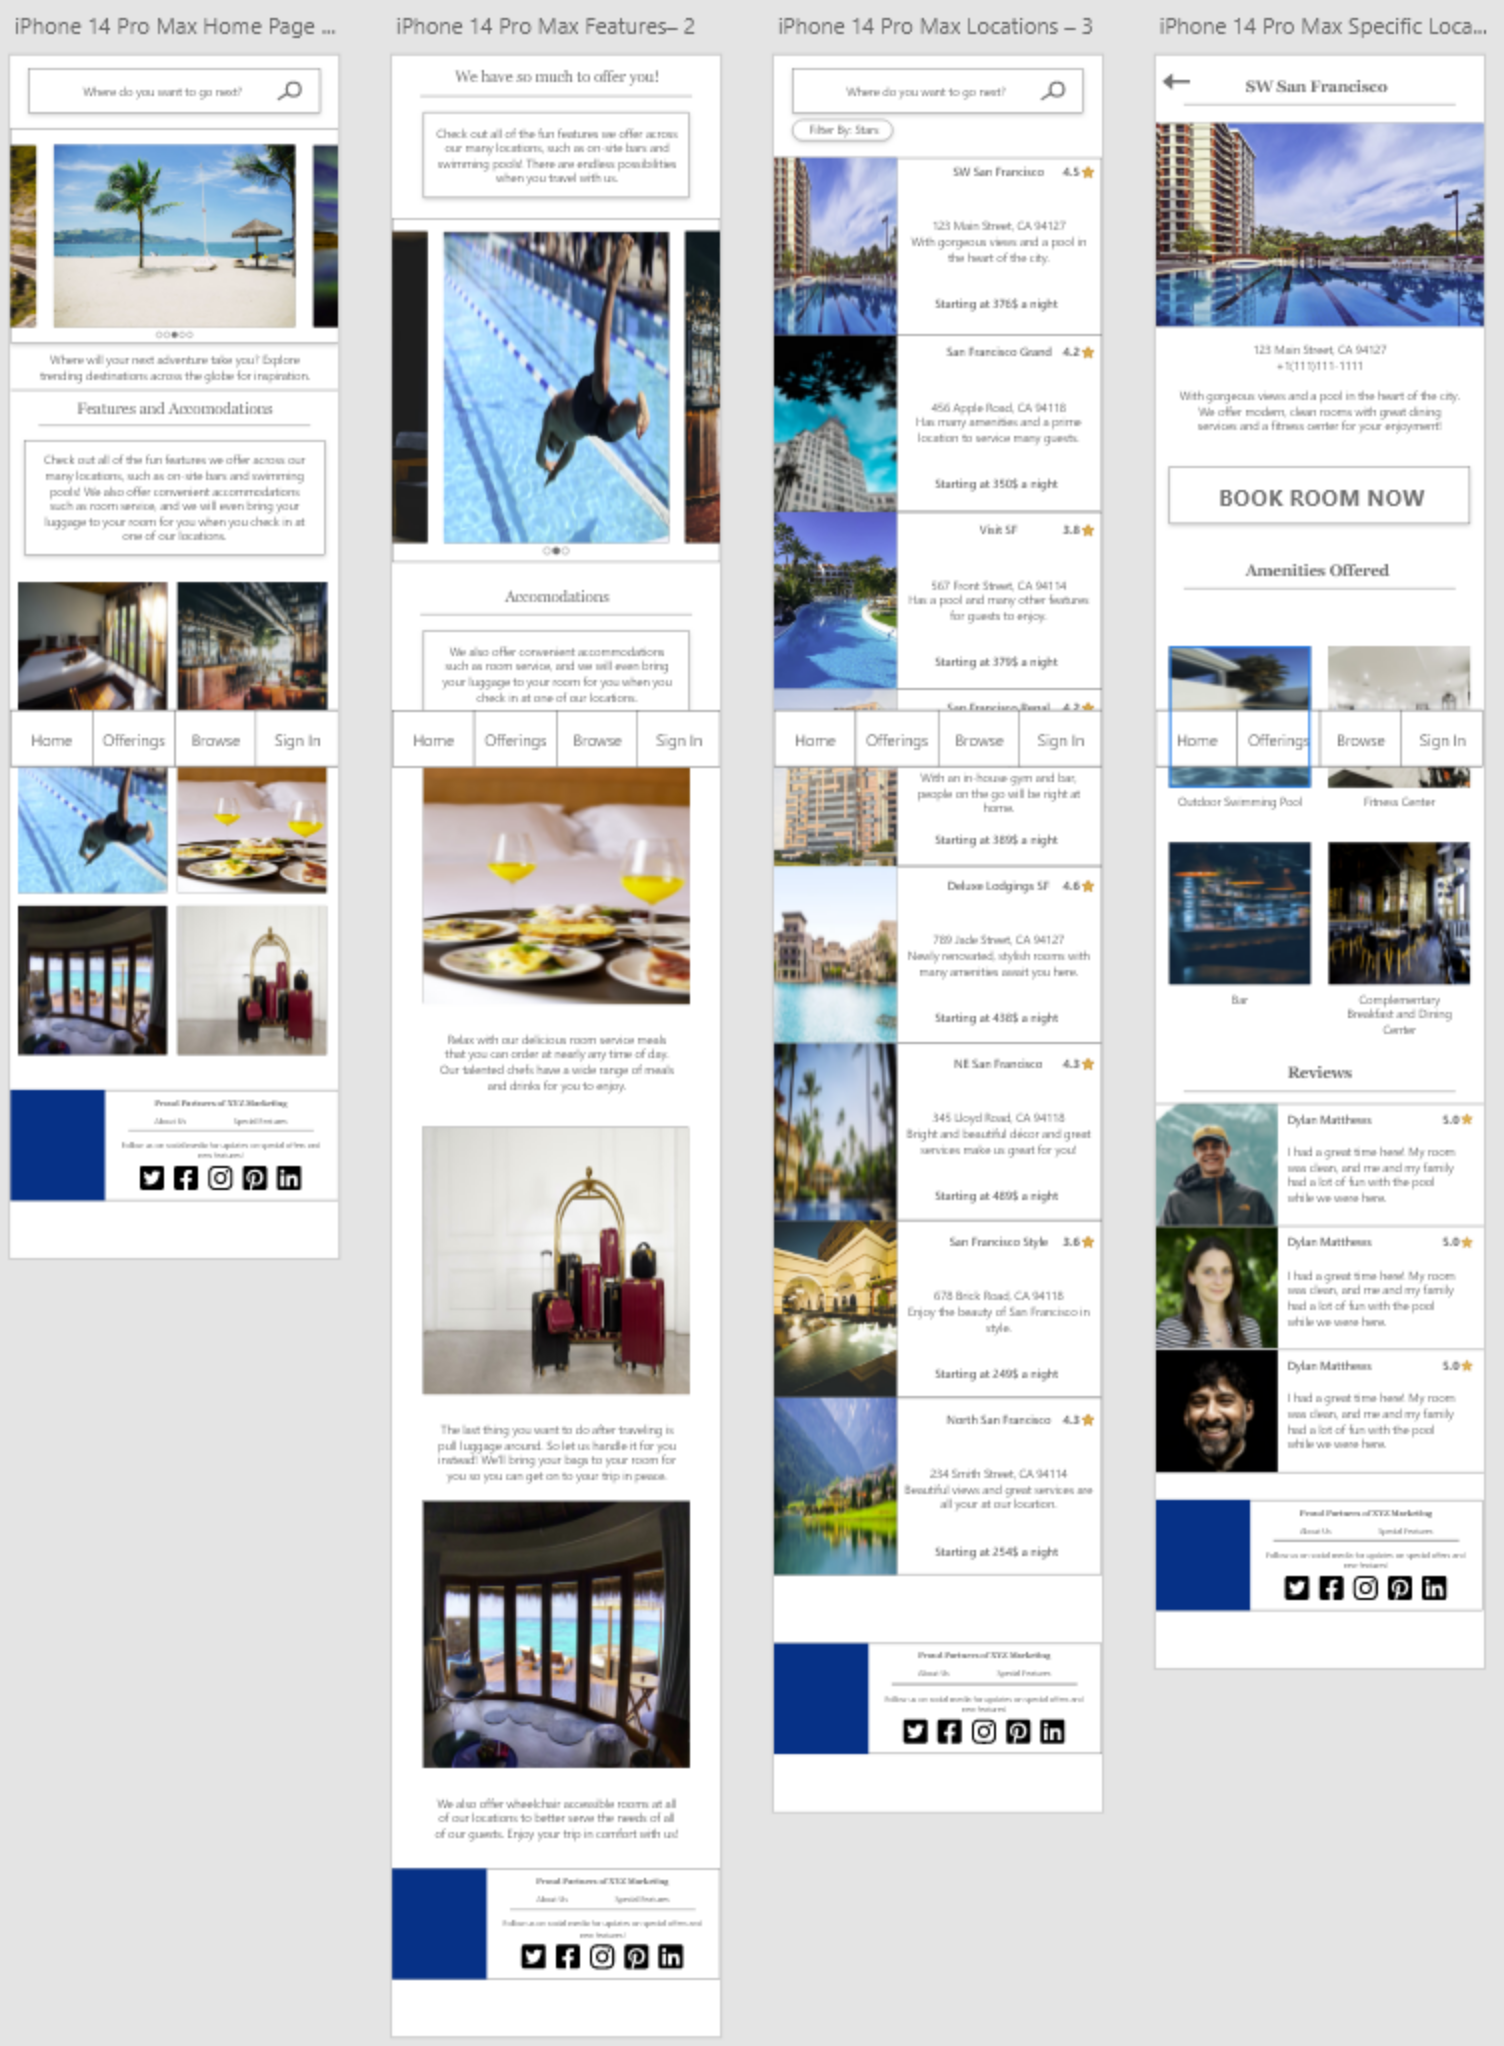 iPhone 14 Pro Max Home Page ...
Where do you want to go next?
Where will your next adventure take you? Explore
trending destinations across the globe for inspiration.
Features and Accomodations
Check out all of the fun features we offer across our
many locations, such as on-site bars and swimming
pools! We also offer convenient accommodations
such as room service, and we will even bring your
luggage to your room for you when you check in at
one of our locations.
Home Offerings Browse Sign In
Proud Partners of XYZ Marketing
About Us Special Features
Follow us on social media for updates on special offers and
new features!
iPhone 14 Pro Max Features– 2
We have so much to offer you!
Check out all of the fun features we offer across
our many locations, such as on-site bars and
swimming pools! There are endless possibilities
when you travel with us.
Accomodations
We also offer convenient accommodations
such as room service, and we will even bring
your luggage to your room for you when you
check in at one of our locations.
Home Offerings Browse Sign In
Relax with our delicious room service meals
that you can order at nearly any time of day.
Our talented chefs have a wide range of meals
and drinks for you to enjoy.
The last thing you want to do after traveling is
pull luggage around. So let us handle it for you
instead! We'll bring your bags to your room for
you so you can get on to your trip in peace.
We also offer wheelchair accessible rooms at all
of our locations to better serve the needs of all
of our guests. Enjoy your trip in comfort with us!
Proud Partners of XYZ Marketing
About Us Special Features
Follow us on social media for updates on special offers and
new features!
iPhone 14 Pro Max Locations – 3
Where do you want to go next?
Filter By: Stars
SW San Francisco 4.5
123 Main Street, CA 94127
With gorgeous views and a pool in
the heart of the city.
Starting at 376$ a night
San Francisco Grand 4.2
456 Apple Road, CA 94118
Has many amenities and a prime
location to service many guests.
Starting at 350$ a night
Visit SF 3.8
567 Front Street, CA 94114
Has a pool and many other features
for guests to enjoy.
Starting at 379$ a night
San Francisco Regal 4.2
Home Offerings Browse Sign In
With an in-house gym and bar,
people on the go will be right at
home.
Starting at 389$ a night
Deluxe Lodgings SF 4.6
789 Jade Street, CA 94127
Newly renovated, stylish rooms with
many amenities await you here.
Starting at 438$ a night
NE San Francisco 4.3
345 Lloyd Road, CA 94118
Bright and beautiful décor and great
services make us great for you!
Starting at 489$ a night
San Francisco Style 3.6
678 Brick Road, CA 94118
Enjoy the beauty of San Francisco in
style.
Starting at 249$ a night
North San Francisco 4.3
234 Smith Street, CA 94114
Beautiful views and great services are
all your at our location.
Starting at 254$ a night
Proud Partners of XYZ Marketing
About Us Special Features
Follow us on social media for updates on special offers and
new features!
iPhone 14 Pro Max Specific Loca...
SW San Francisco
123 Main Street, CA 94127
+1(111)111-1111
With gorgeous views and a pool in the heart of the city.
We offer modern, clean rooms with great dining
services and a fitness center for your enjoyment!
BOOK ROOM NOW
Amenities Offered
Home Offerings Browse Sign In
Outdoor Swimming Pool Fitness Center
Bar Complementary
Breakfast and Dining
Center
Reviews
Dylan Matthews 5.0
I had a great time here! My room
was clean, and me and my family
had a lot of fun with the pool
while we were here.
Dylan Matthews 5.0
I had a great time here! My room
was clean, and me and my family
had a lot of fun with the pool
while we were here.
Dylan Matthews 5.0
I had a great time here! My room
was clean, and me and my family
had a lot of fun with the pool
while we were here.
Proud Partners of XYZ Marketing
About Us Special Features
Follow us on social media for updates on special offers and
new features!